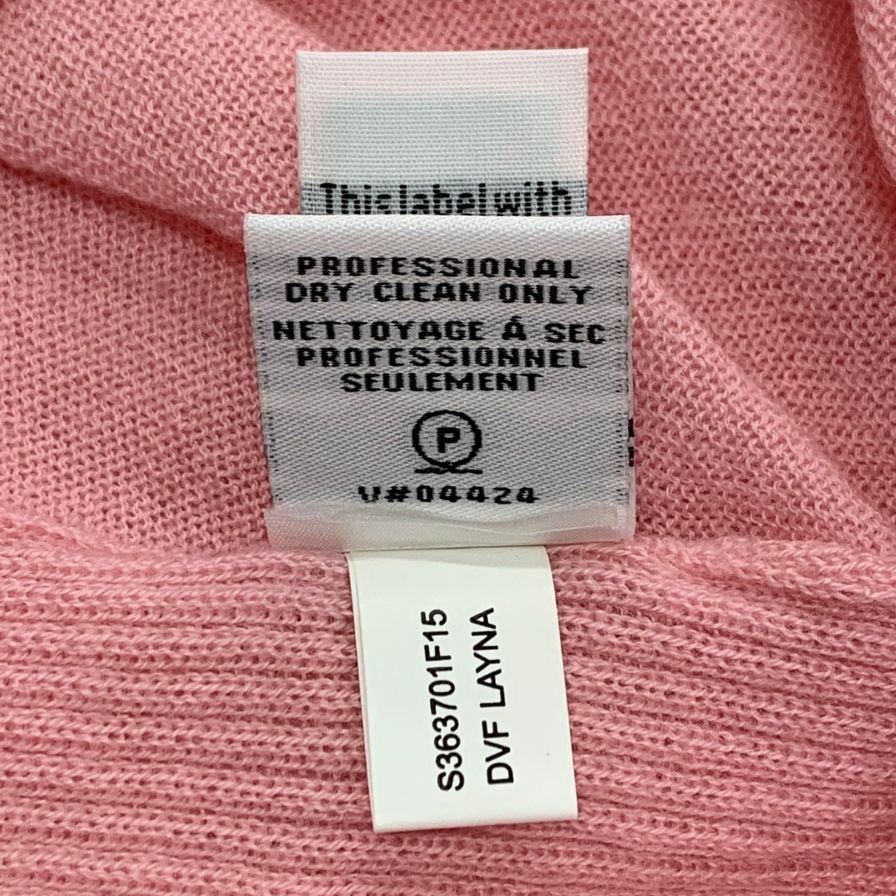 This label with
PROFESSIONAL
DRY CLEAN ONLY
NETTOYAGE Á SEC
PROFESSIONNEL
SEULEMENT
P
V#04424
S363701F15
DVF LAYNA